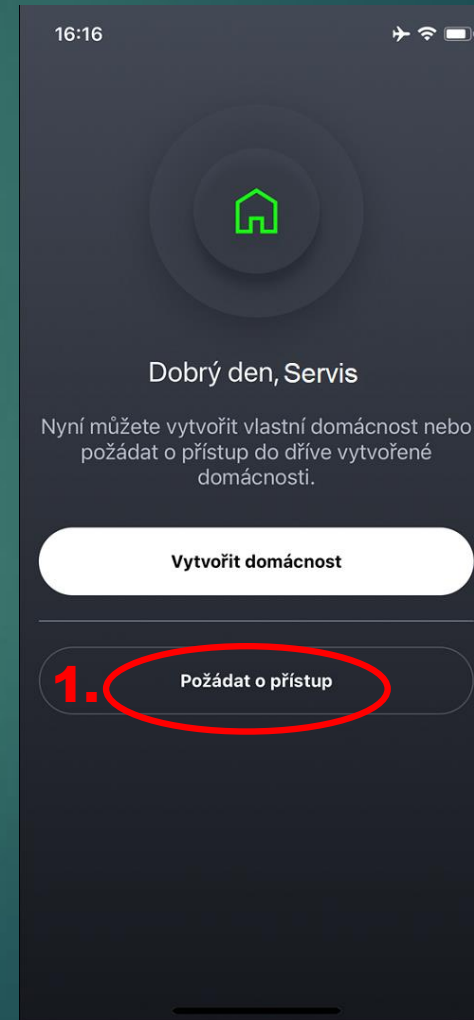 16:16
Dobrý den, Servis
Nyní můžete vytvořit vlastní domácnost nebo
požádat o přístup do dříve vytvořené
domácnosti.
Vytvořit domácnost
1. Požádat o přístup